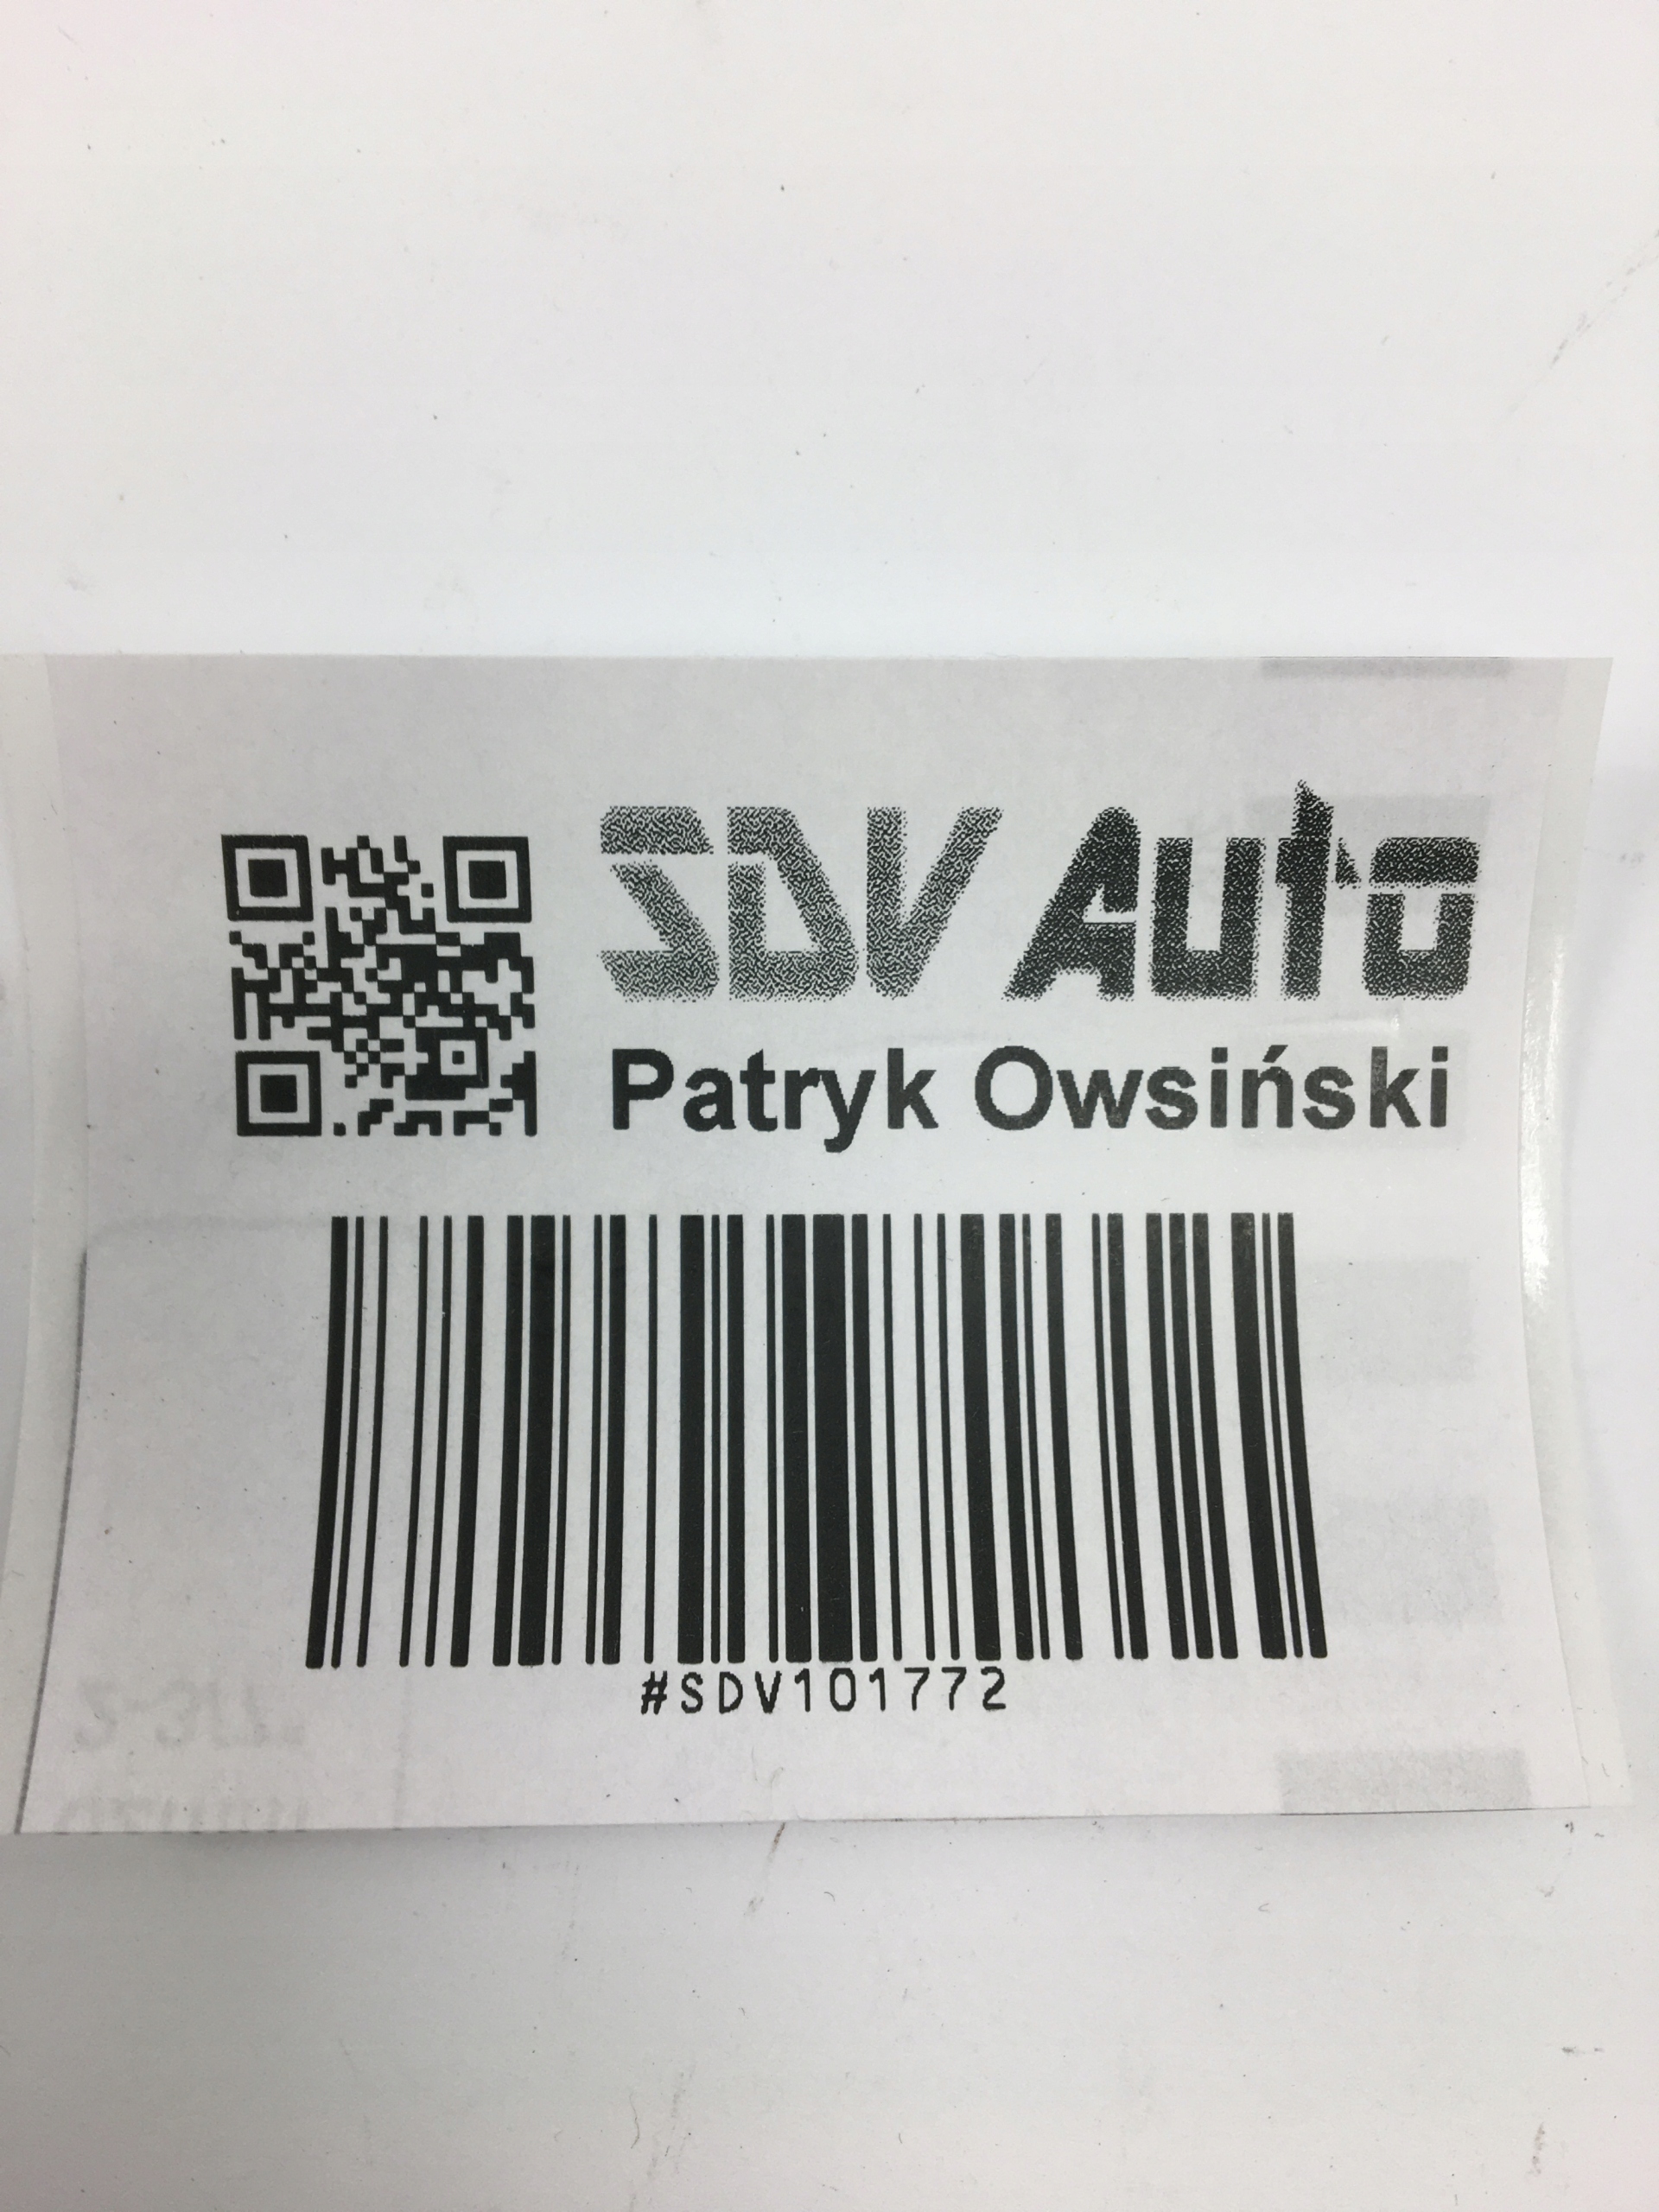 SDV Auto
Patryk Owsiński
#SDV101772